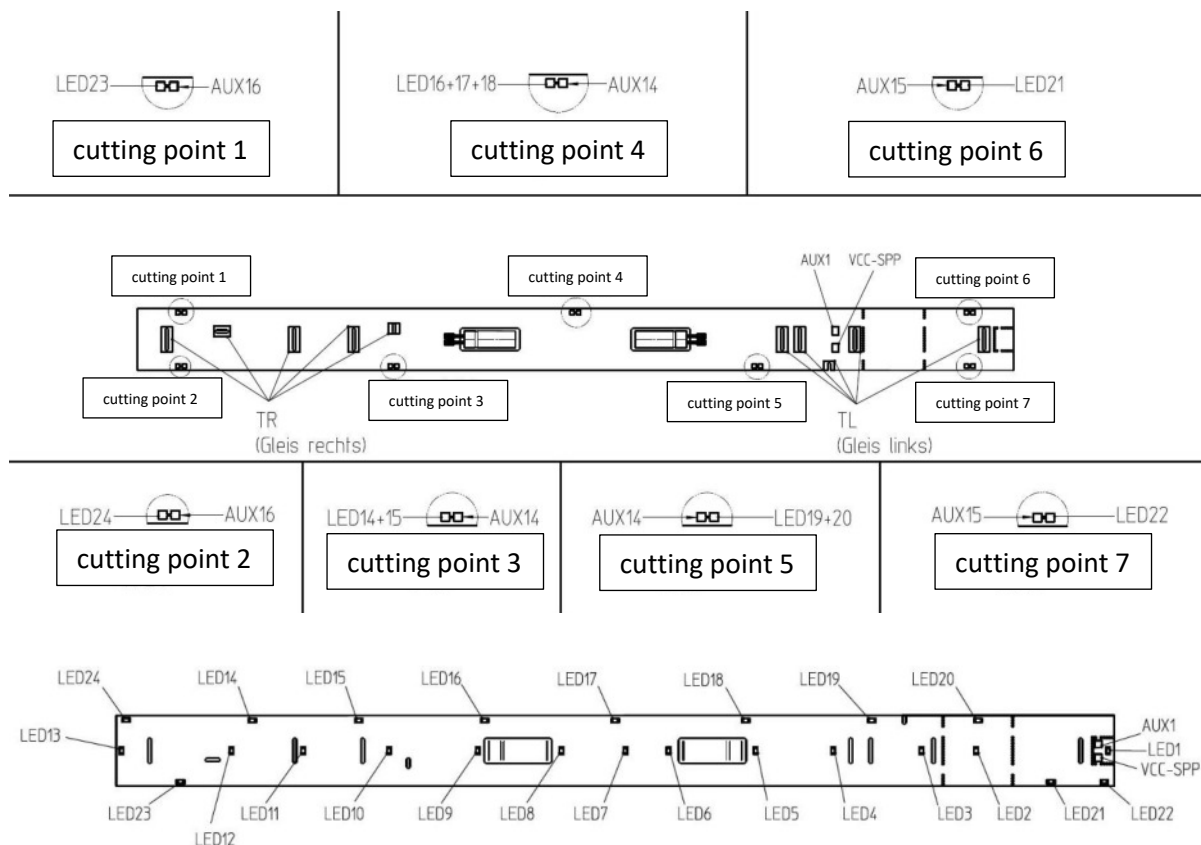 LED23
AUX16
cutting point 1
LED16+17+18
AUX14
cutting point 4
AUX15
LED21
cutting point 6
cutting point 1
cutting point 4
AUX1
VCC-SPP
cutting point 6
cutting point 2
cutting point 3
cutting point 5
cutting point 7
TR
(Gleis rechts)
TL
(Gleis links)
LED24
AUX16
cutting point 2
LED14+15
AUX14
cutting point 3
AUX14
LED19+20
cutting point 5
AUX15
LED22
cutting point 7
LED24
LED14
LED15
LED16
LED17
LED18
LED19
LED20
LED13
AUX1
LED1
VCC-SPP
LED23
LED12
LED11
LED10
LED9
LED8
LED7
LED6
LED5
LED4
LED3
LED2
LED21
LED22